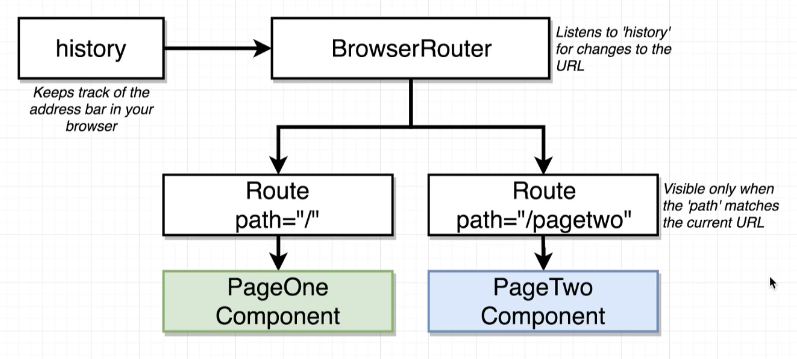 history
BrowserRouter
Listens to 'history'
for changes to the
URL
Keeps track of the
address bar in your
browser
Route
path="/"
Route
path="/pagetwo"
Visible only when
the 'path' matches
the current URL
PageOne
Component
PageTwo
Component